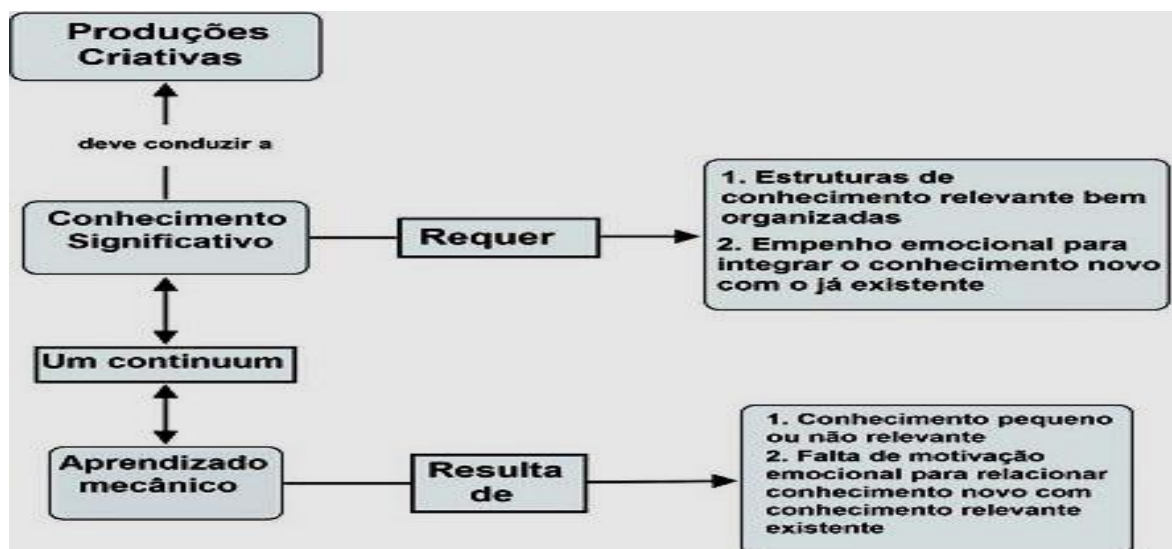 Produções
Criativas
deve conduzir a
Conhecimento
Significativo
Requer
1. Estruturas de
conhecimento relevante bem
organizadas
2. Empenho emocional para
integrar o conhecimento novo
com o já existente
Um continuum
Aprendizado
mecânico
Resulta
de
1. Conhecimento pequeno
ou não relevante
2. Falta de motivação
emocional para relacionar
conhecimento novo com
conhecimento relevante
existente